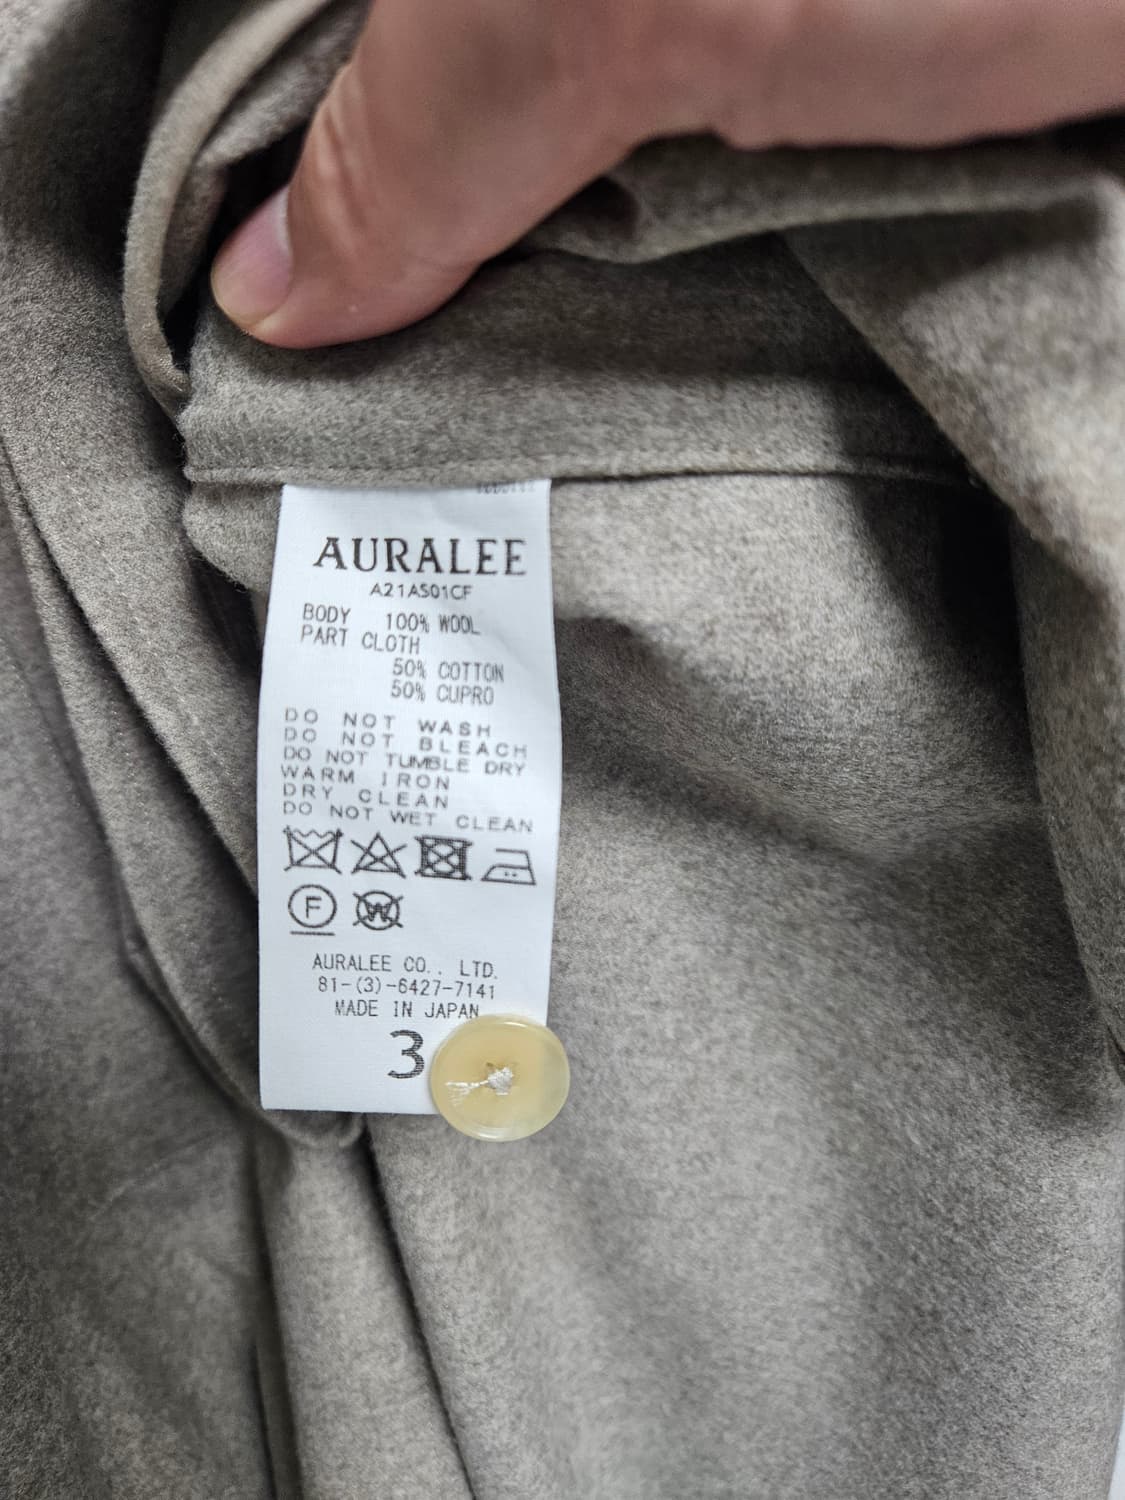 AURALEE
A21AS01CF
BODY 100% WOOL
PART CLOTH
50% COTTON
50% CUPRO
DO NOT WASH
DO NOT BLEACH
DO NOT TUMBLE DRY
WARM IRON
DRY CLEAN
DO NOT WET CLEAN
F W
AURALEE CO., LTD.
81-(3)-6427-7141
MADE IN JAPAN
3